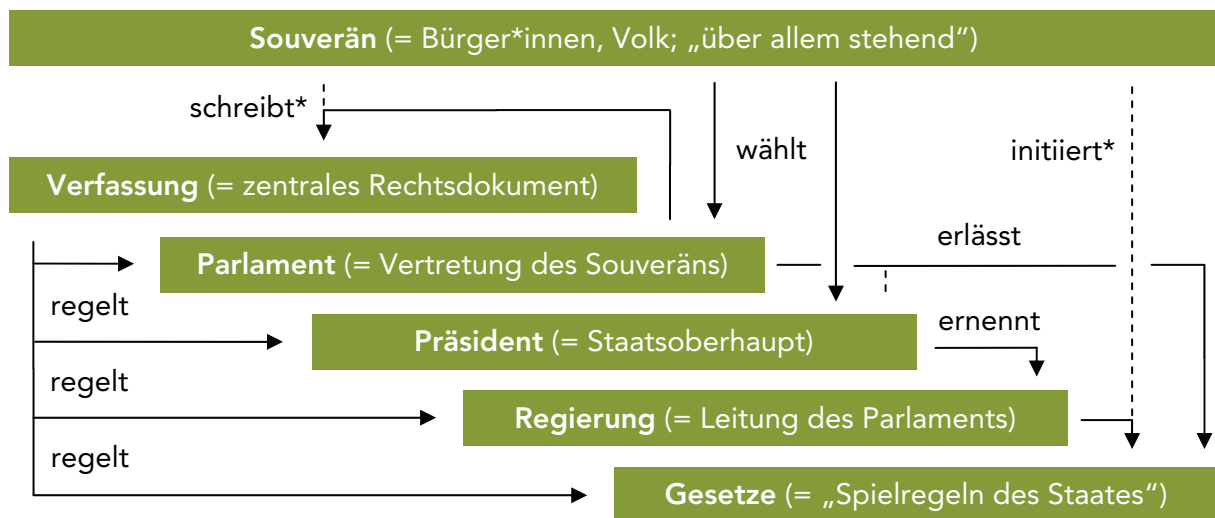 Souverän (= Bürger*innen, Volk; „über allem stehend“)
schreibt*
wählt
initiiert*
Verfassung (= zentrales Rechtsdokument)
erlässt
Parlament (= Vertretung des Souveräns)
regelt
ernennt
Präsident (= Staatsoberhaupt)
regelt
Regierung (= Leitung des Parlaments)
regelt
Gesetze (= „Spielregeln des Staates“)